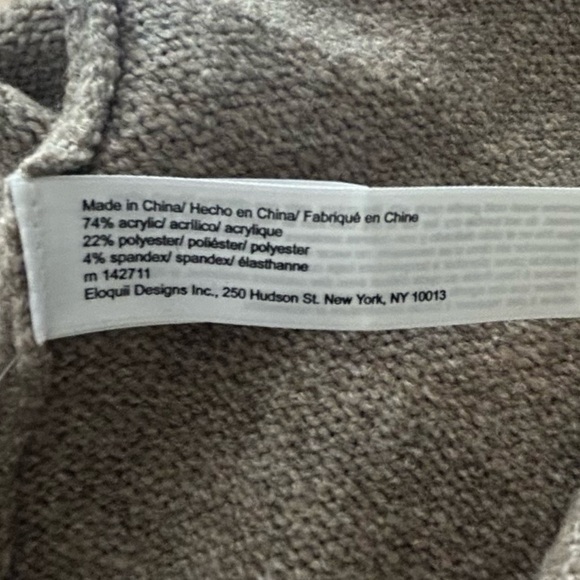 Made in China/ Hecho en China/ Fabriqué en Chine
74% acrylic/ acrílico/ acrylique
22% polyester/ poliéster/ polyester
4% spandex/ spandex/ élasthanne
m 142711
Eloquii Designs Inc., 250 Hudson St. New York, NY 10013